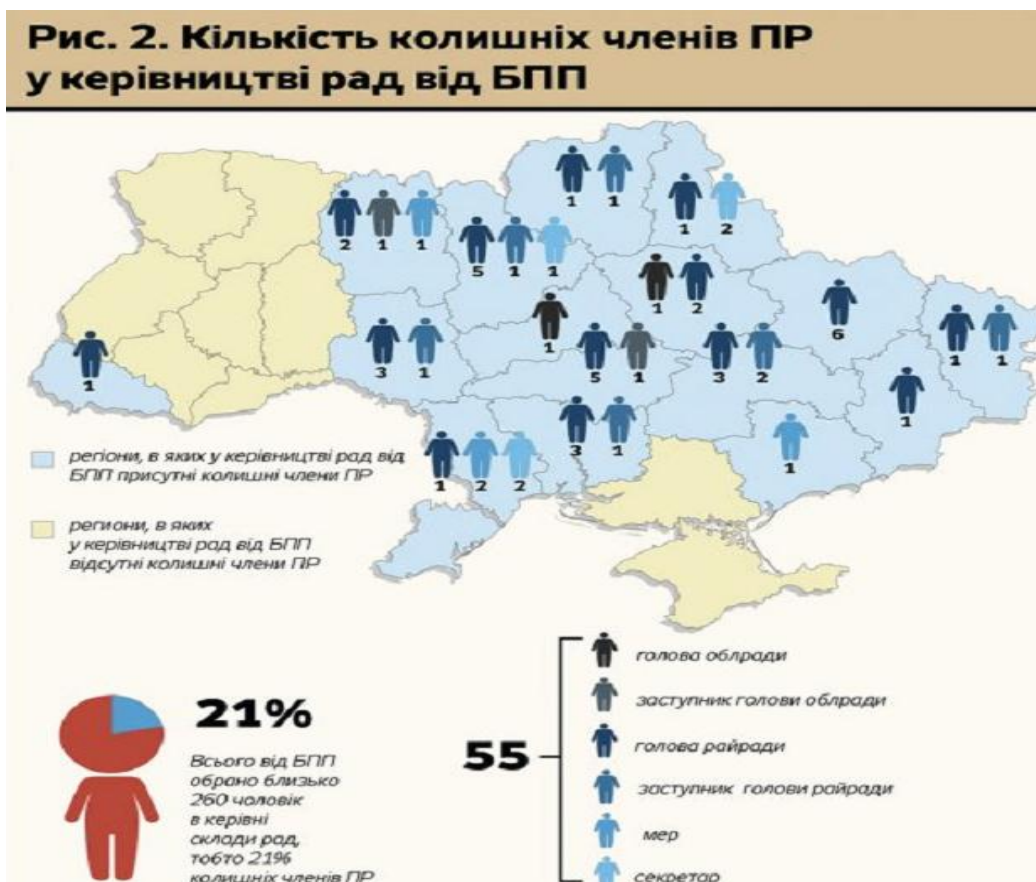 Рис. 2. Кількість колишніх членів ПР
у керівництві рад від БПП
1 1
1 2
2 1 1
5 1 1
1 2
6
1
1 1
3 1
5 1
3 2
1
1
3 1
1
1 2 2
регіони, в яких у керівництві рад від
БПП присутні колишні члени ПР
регіони, в яких
у керівництві рад від БПП
відсутні колишні члени ПР
21%
Всього від БПП
обрано близько
260 чоловік
в керівні
склади рад,
тобто 21%
колишніх членів ПР
55
голова облради
заступник голови облради
голова райради
заступник голови райради
мер
секретар